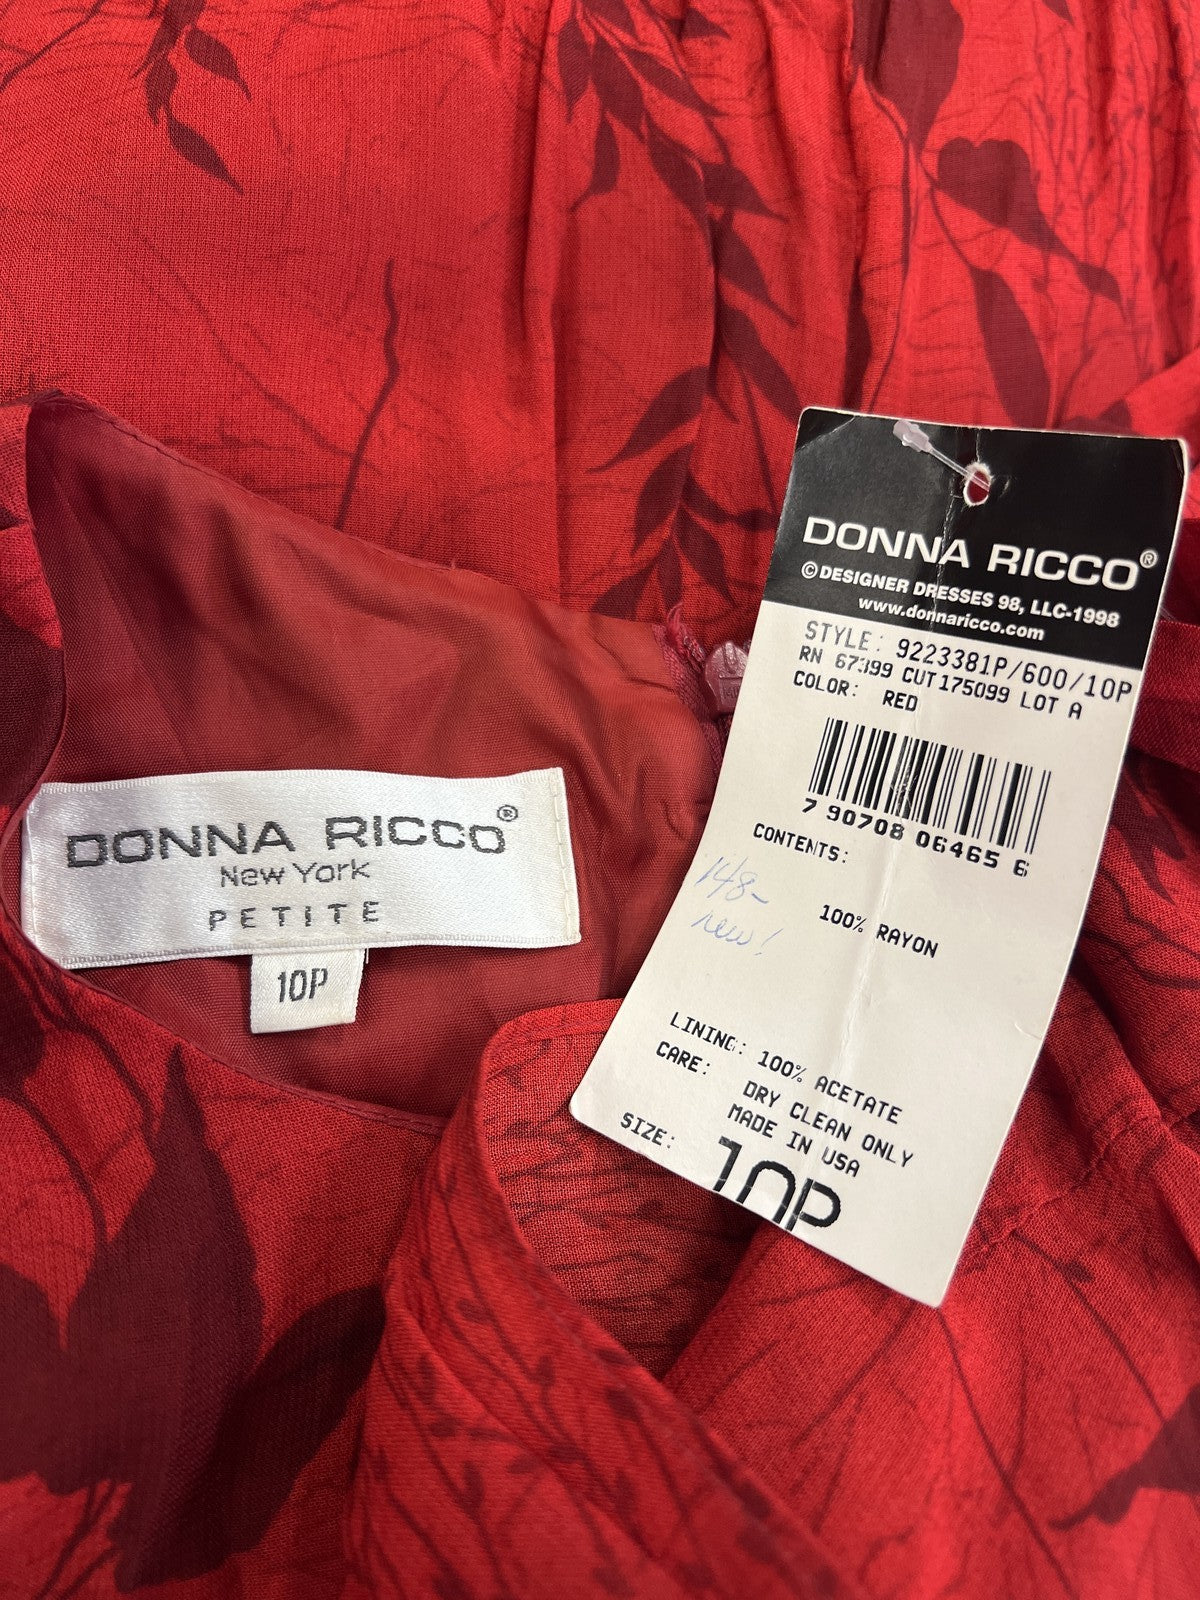 DONNA RICCO®
New York
PETITE
10P
DONNA RICCO®
© DESIGNER DRESSES 98, LLC-1998
www.donnaricco.com
STYLE: 9223381P/600/10P
RN 67399 CUT 175099 LOT A
COLOR: RED
7 90708 06465 6
CONTENTS:
148-
new!
100% RAYON
LINING: 100% ACETATE
CARE: DRY CLEAN ONLY
MADE IN USA
SIZE: 10P